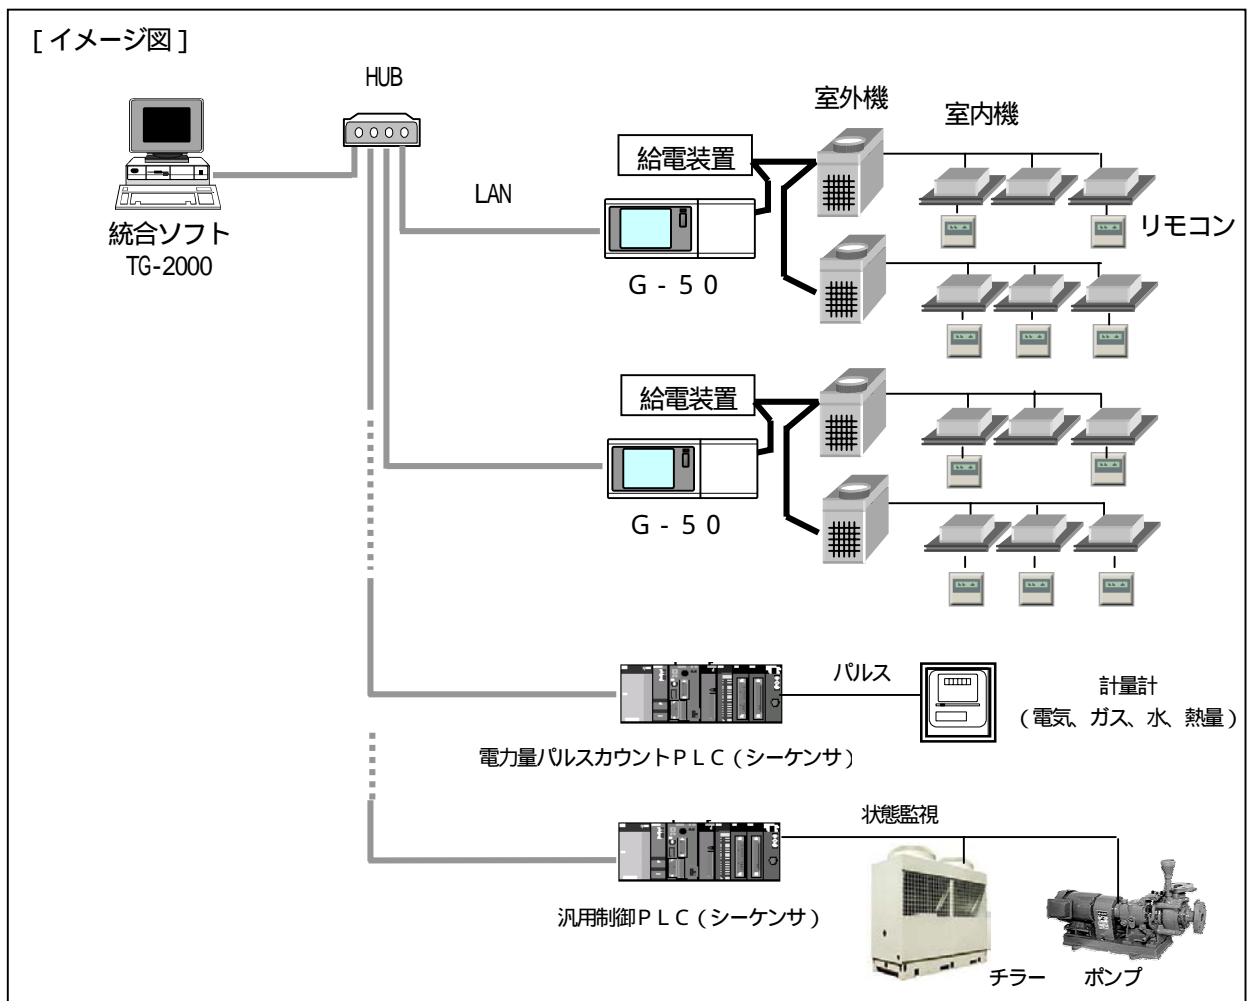 [イメージ図]
HUB
室外機
室内機
給電装置
LAN
リモコン
統合ソフト
TG-2000
G-50
給電装置
G-50
パルス
計量計
(電気、ガス、水、熱量)
電力量パルスカウントPLC(シーケンサ)
状態監視
汎用制御PLC(シーケンサ)
チラー
ポンプ